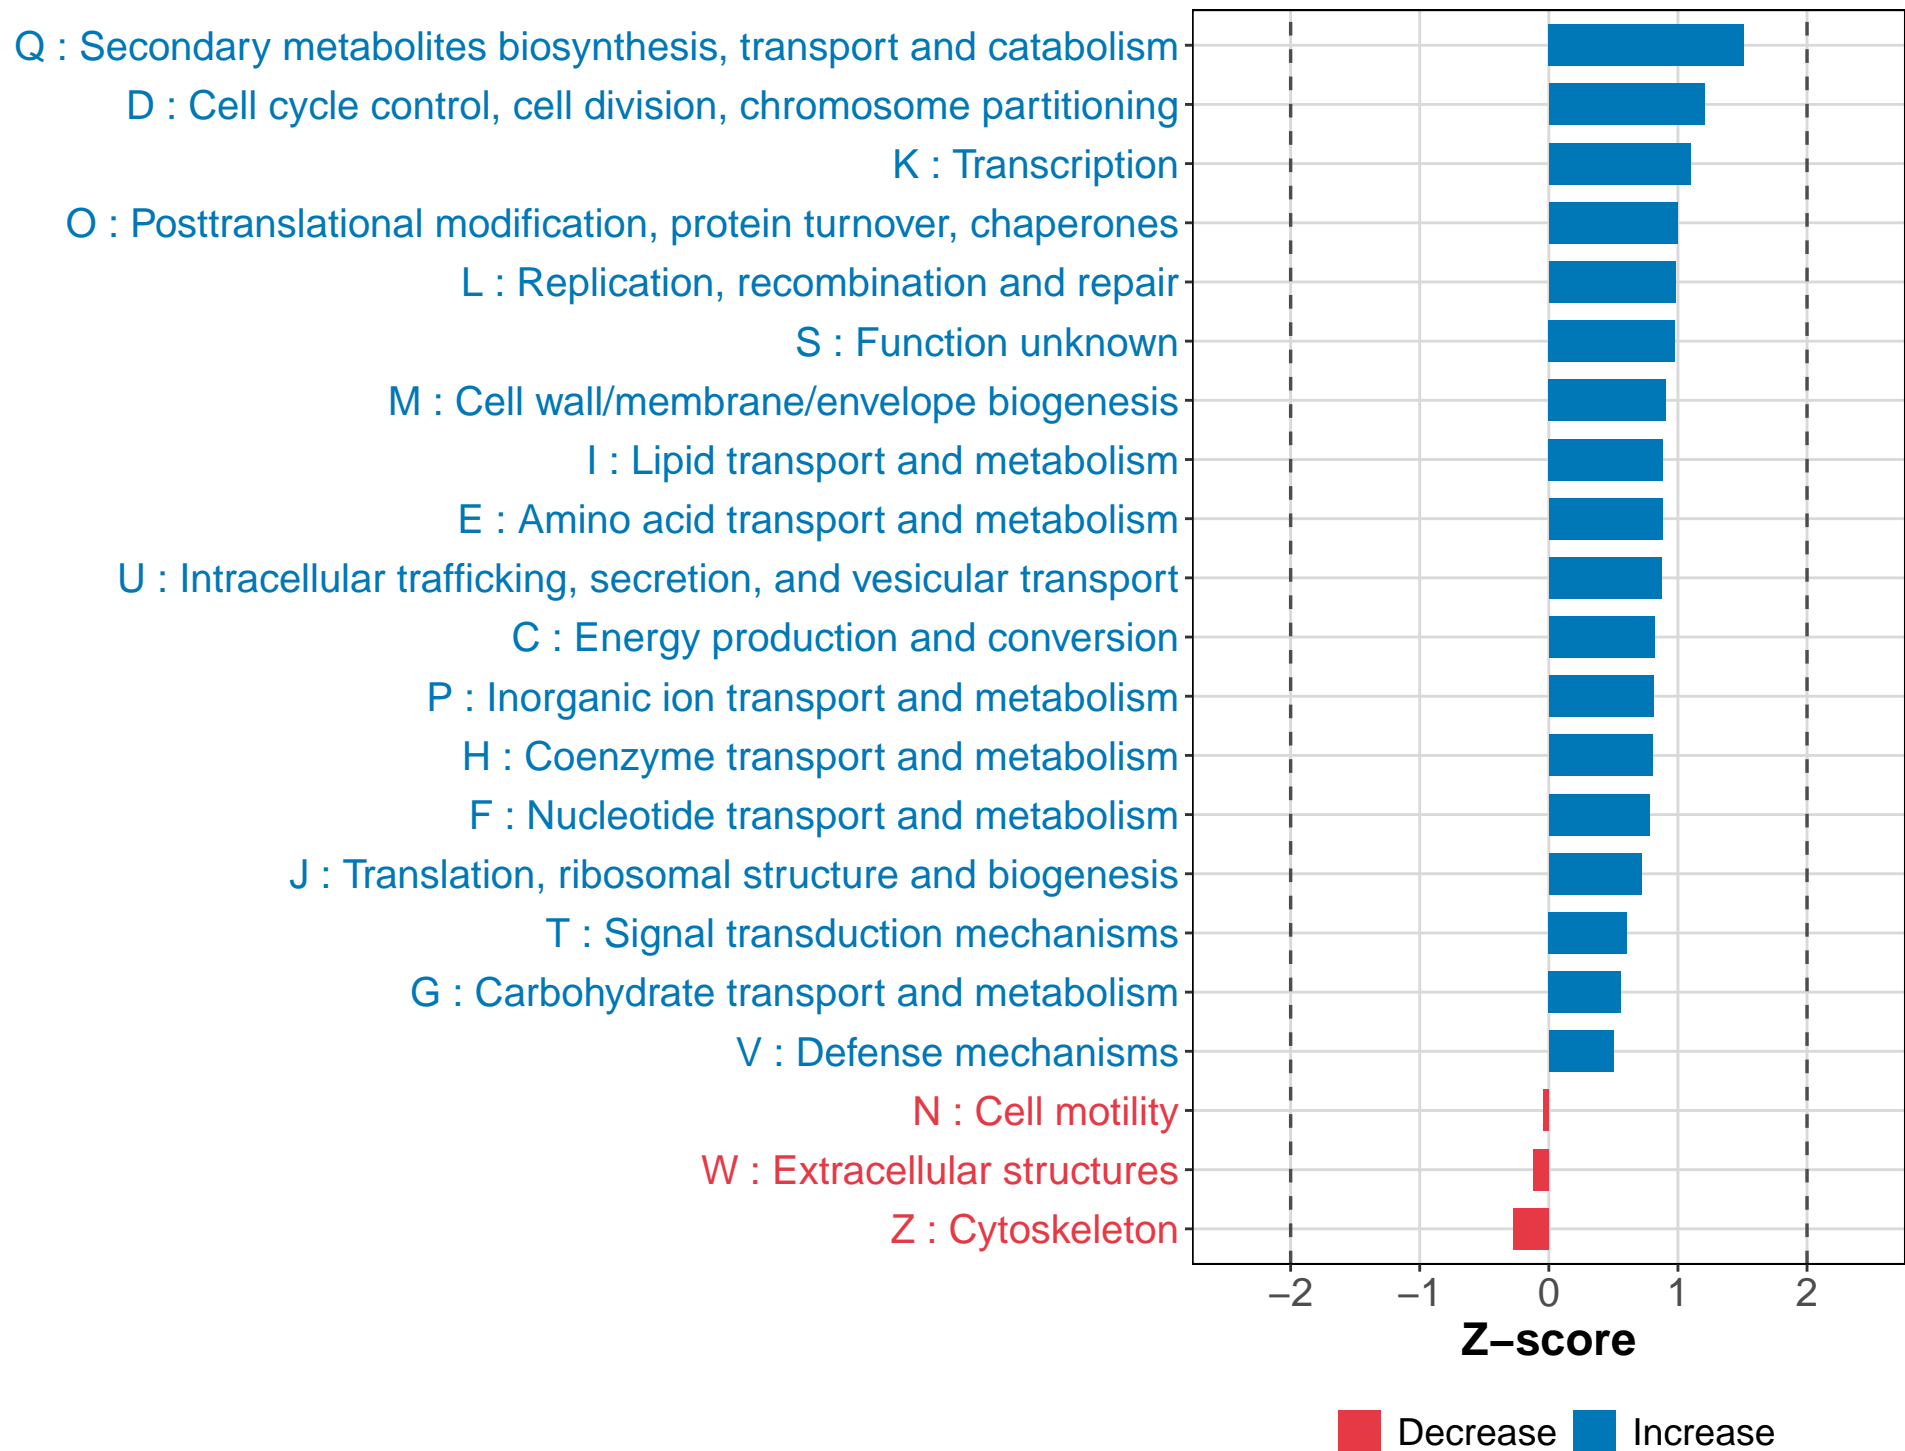 Q : Secondary metabolites biosynthesis, transport and catabolism
D : Cell cycle control, cell division, chromosome partitioning
K : Transcription
O : Posttranslational modification, protein turnover, chaperones
L : Replication, recombination and repair
S : Function unknown
M : Cell wall/membrane/envelope biogenesis
I : Lipid transport and metabolism
E : Amino acid transport and metabolism
U : Intracellular trafficking, secretion, and vesicular transport
C : Energy production and conversion
P : Inorganic ion transport and metabolism
H : Coenzyme transport and metabolism
F : Nucleotide transport and metabolism
J : Translation, ribosomal structure and biogenesis
T : Signal transduction mechanisms
G : Carbohydrate transport and metabolism
V : Defense mechanisms
N : Cell motility
W : Extracellular structures
Z : Cytoskeleton
−2 −1 0 1 2
Z−score
Decrease Increase